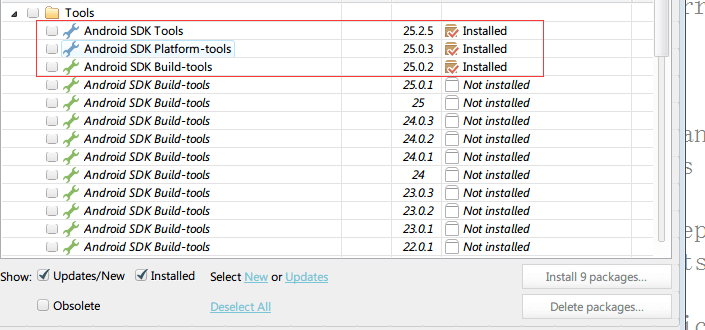 Tools
Android SDK Tools 25.2.5 Installed
Android SDK Platform-tools 25.0.3 Installed
Android SDK Build-tools 25.0.2 Installed
Android SDK Build-tools 25.0.1 Not installed
Android SDK Build-tools 25 Not installed
Android SDK Build-tools 24.0.3 Not installed
Android SDK Build-tools 24.0.2 Not installed
Android SDK Build-tools 24.0.1 Not installed
Android SDK Build-tools 24 Not installed
Android SDK Build-tools 23.0.3 Not installed
Android SDK Build-tools 23.0.2 Not installed
Android SDK Build-tools 23.0.1 Not installed
Android SDK Build-tools 22.0.1 Not installed
Show: Updates/New Installed Select New or Updates Install 9 packages...
Obsolete Deselect All Delete packages...